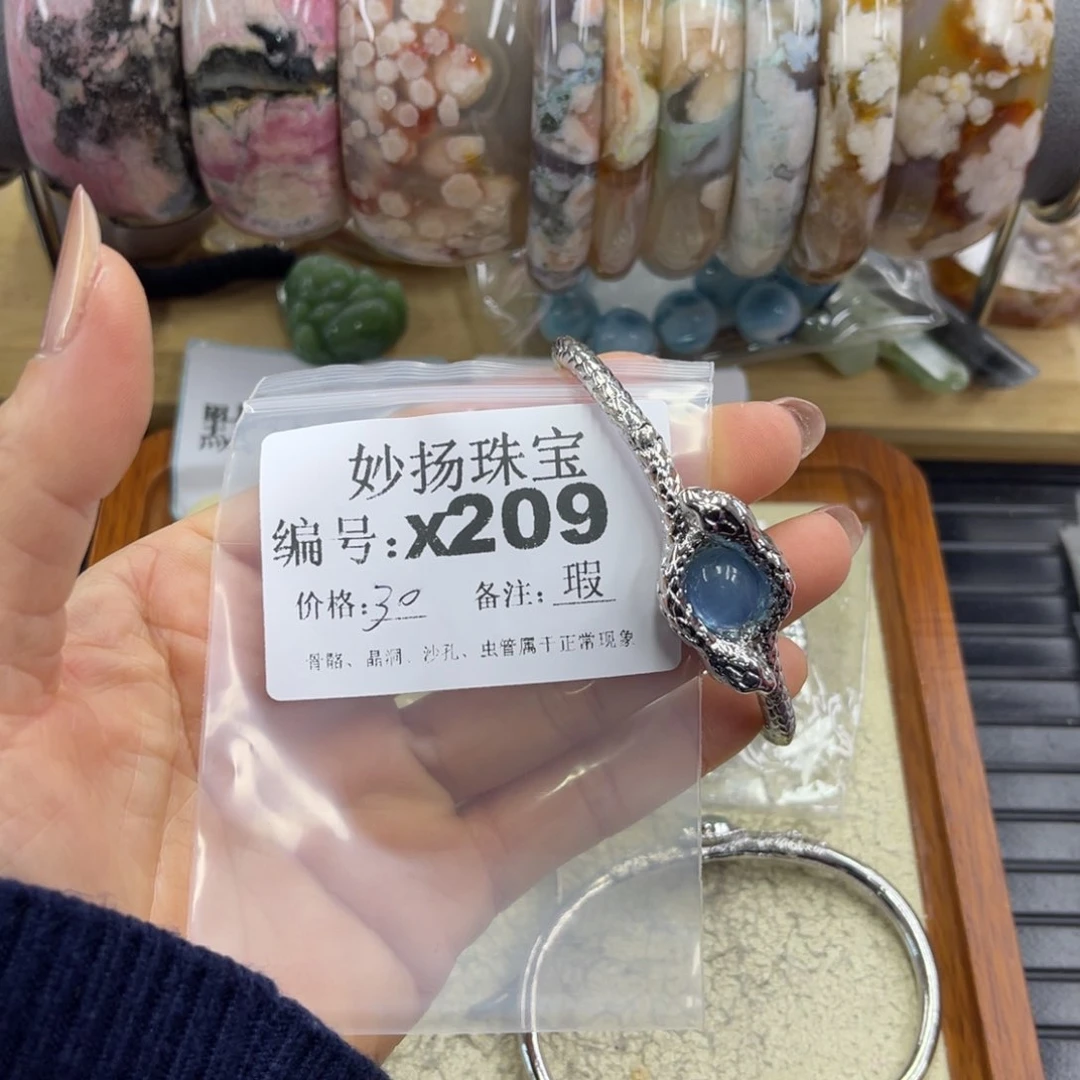 妙扬珠宝
编号:X209
价格:30 备注:瑕
骨骼、晶洞、沙孔、虫管属于正常现象